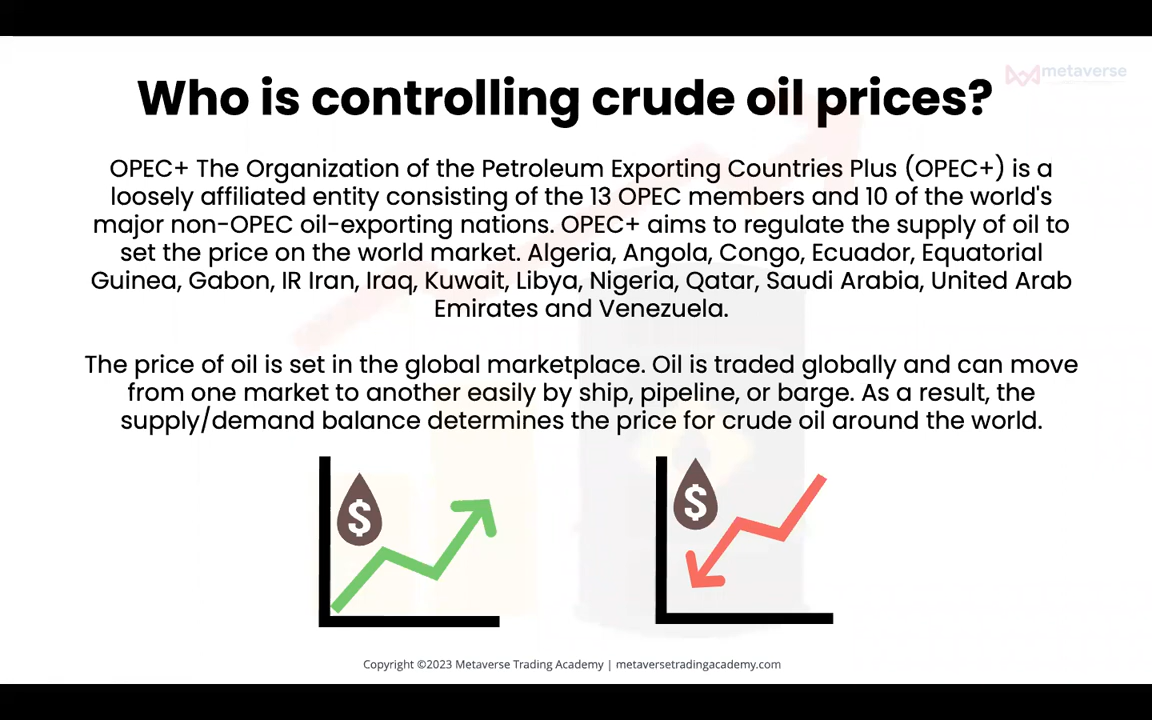 metaverse
Who is controlling crude oil prices?
OPEC+ The Organization of the Petroleum Exporting Countries Plus (OPEC+) is a
loosely affiliated entity consisting of the 13 OPEC members and 10 of the world's
major non-OPEC oil-exporting nations. OPEC+ aims to regulate the supply of oil to
set the price on the world market. Algeria, Angola, Congo, Ecuador, Equatorial
Guinea, Gabon, IR Iran, Iraq, Kuwait, Libya, Nigeria, Qatar, Saudi Arabia, United Arab
Emirates and Venezuela.
The price of oil is set in the global marketplace. Oil is traded globally and can move
from one market to another easily by ship, pipeline, or barge. As a result, the
supply/demand balance determines the price for crude oil around the world.
$
$
Copyright ©2023 Metaverse Trading Academy | metaversetradingacademy.com